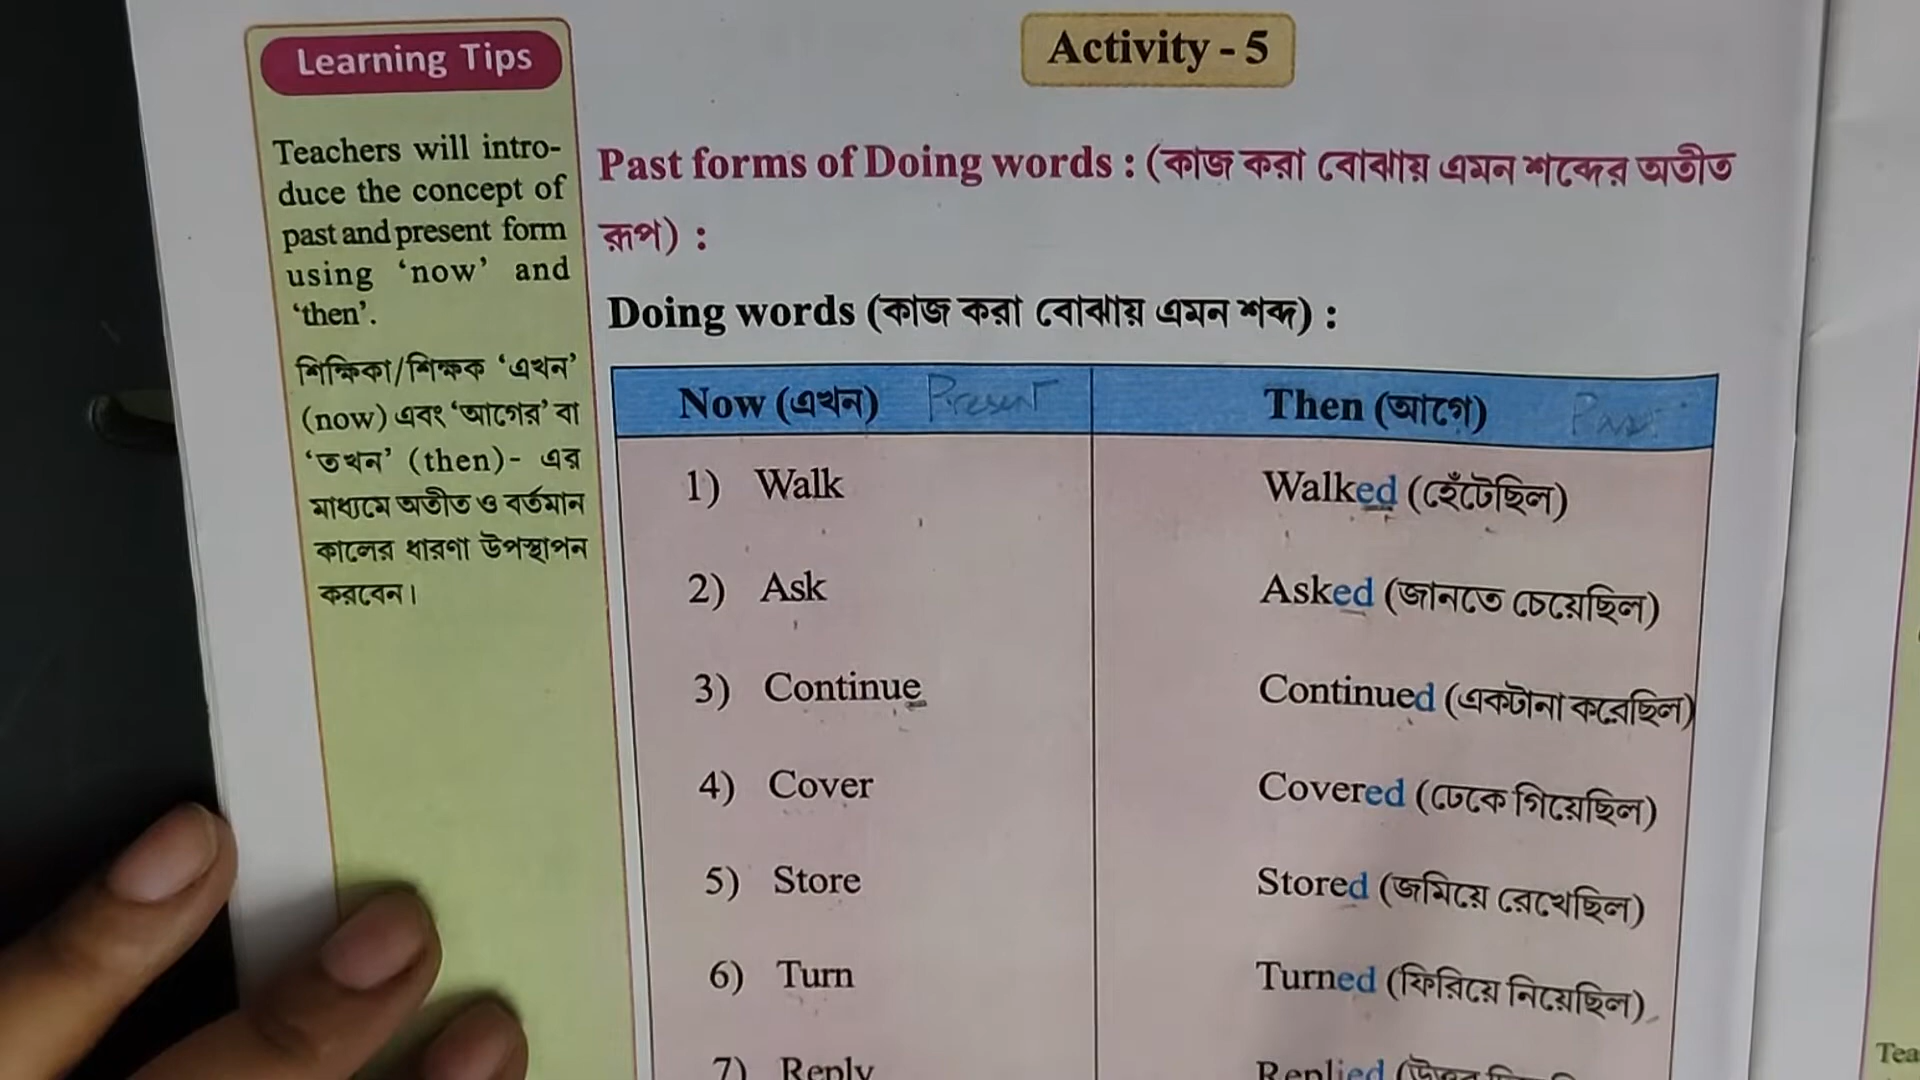 Learning Tips
Teachers will intro-
duce the concept of
past and present form
using ‘now’ and
‘then’.
শিক্ষিকা/শিক্ষক ‘এখন’
(now) এবং ‘আগের’ বা
‘তখন’ (then)- এর
মাধ্যমে অতীত ও বর্তমান
কালের ধারণা উপস্থাপন
করবেন।
Activity - 5
Past forms of Doing words : (কাজ করা বোঝায় এমন শব্দের অতীত
রূপ) :
Doing words (কাজ করা বোঝায় এমন শব্দ) :
Now (এখন) Present Then (আগে)
1) Walk Walked (হেঁটেছিল)
2) Ask Asked (জানতে চেয়েছিল)
3) Continue Continued (একটানা করেছিল)
4) Cover Covered (ঢেকে গিয়েছিল)
5) Store Stored (জমিয়ে রেখেছিল)
6) Turn Turned (ফিরিয়ে নিয়েছিল)
7) Reply Replied
Tea